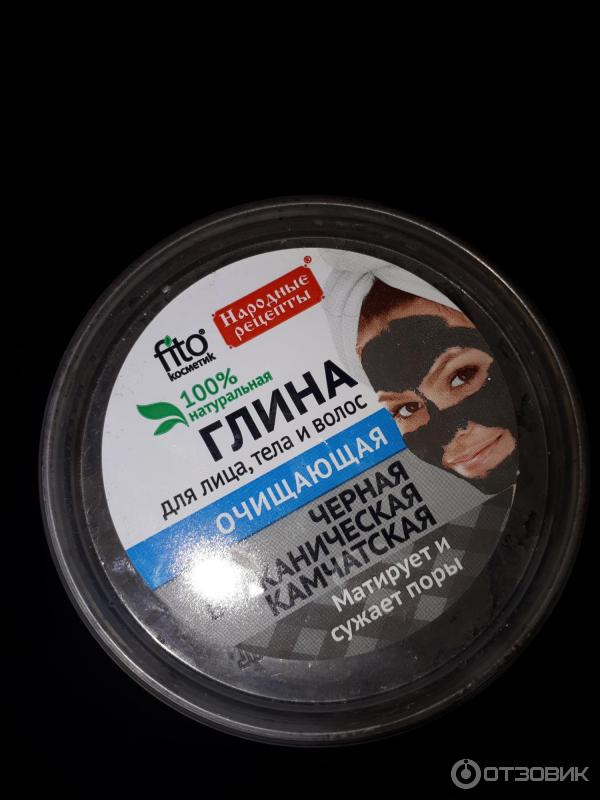 Народные
рецепты
fito
косметик
100%
натуральная
ГЛИНА
для лица, тела и волос
ОЧИЩАЮЩАЯ
ЧЕРНАЯ
КАМЧАТСКАЯ
Матирует и
сужает поры
ОТЗОВИК